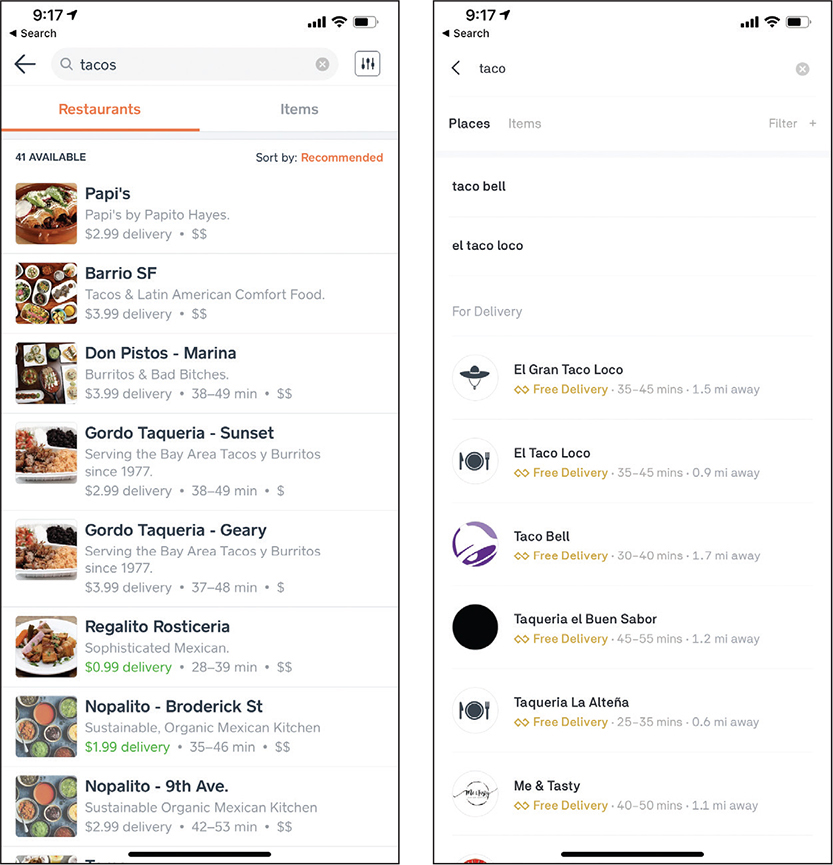 9:17
◀ Search
tacos
Restaurants
Items
41 AVAILABLE
Sort by: Recommended
Papi's
Papi's by Papito Hayes.
$2.99 delivery • $$
Barrio SF
Tacos & Latin American Comfort Food.
$3.99 delivery • $$
Don Pistos - Marina
Burritos & Bad Bitches.
$3.99 delivery • 38–49 min • $$
Gordo Taqueria - Sunset
Serving the Bay Area Tacos y Burritos
since 1977.
$2.99 delivery • 38–49 min • $
Gordo Taqueria - Geary
Serving the Bay Area Tacos y Burritos
since 1977.
$3.99 delivery • 37–48 min • $
Regalito Rosticeria
Sophisticated Mexican.
$0.99 delivery • 28–39 min • $$
Nopalito - Broderick St
Sustainable, Organic Mexican Kitchen
$1.99 delivery • 35–46 min • $$
Nopalito - 9th Ave.
Sustainable Organic Mexican Kitchen
$2.99 delivery • 42–53 min • $$
9:17
◀ Search
taco
Places
Items
Filter +
taco bell
el taco loco
For Delivery
El Gran Taco Loco
Free Delivery · 35–45 mins · 1.5 mi away
El Taco Loco
Free Delivery · 35–45 mins · 0.9 mi away
Taco Bell
Free Delivery · 30–40 mins · 1.7 mi away
Taqueria el Buen Sabor
Free Delivery · 45–55 mins · 1.2 mi away
Taqueria La Alteña
Free Delivery · 25–35 mins · 0.6 mi away
Me & Tasty
Free Delivery · 40–50 mins · 1.1 mi away